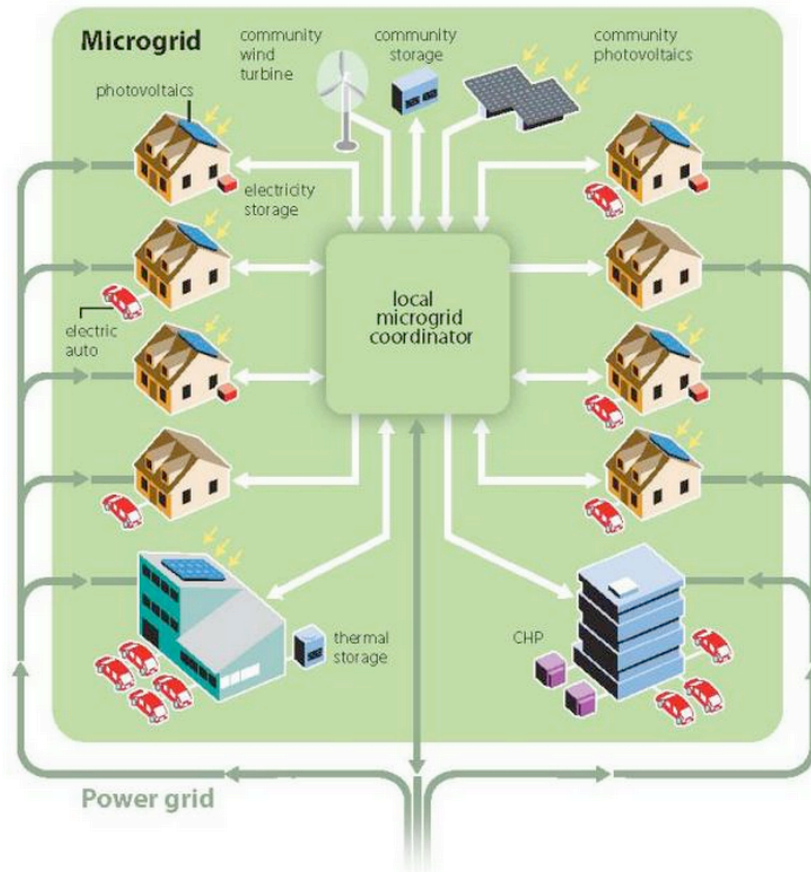 Microgrid
community
wind
turbine
community
storage
community
photovoltaics
photovoltaics
electricity
storage
local
microgrid
coordinator
electric
auto
thermal
storage
CHP
Power grid